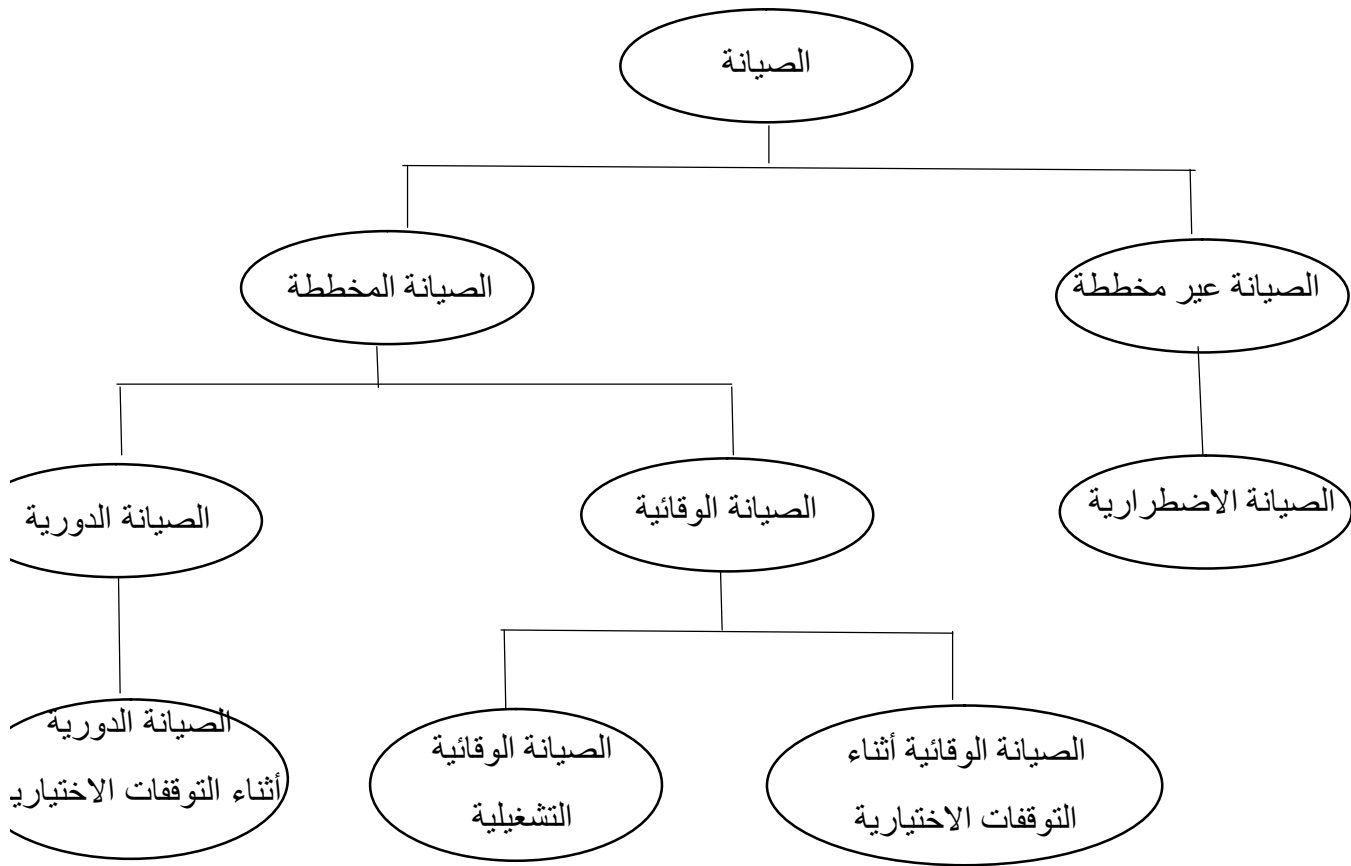 الصيانة
الصيانة عير مخططة
الصيانة المخططة
الصيانة الاضطرارية
الصيانة الوقائية
الصيانة الدورية
الصيانة الوقائية أثناء
التوقفات الاختيارية
الصيانة الوقائية
التشغيلية
الصيانة الدورية
أثناء التوقفات الاختياري